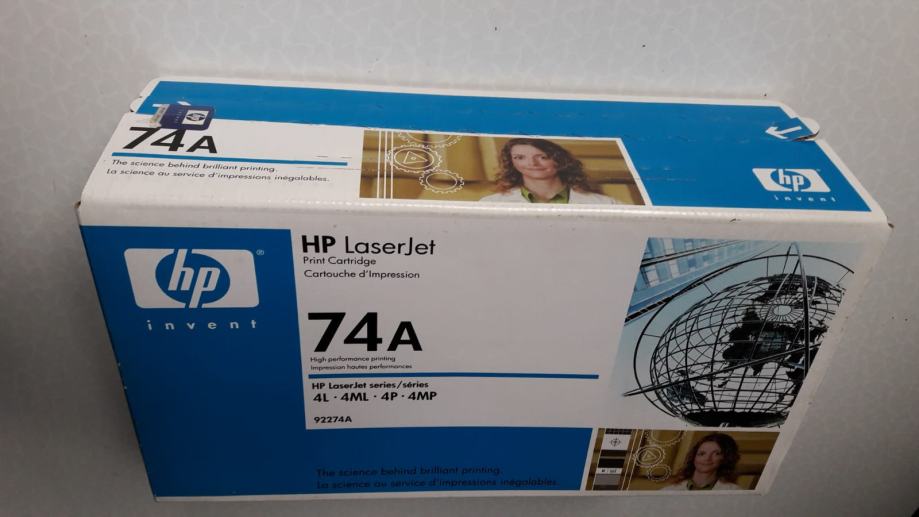 74A
The science behind brilliant printing.
La science au service d'impressions inégalables.
hp
invent
hp®
invent
HP LaserJet
Print Cartridge
Cartouche d'Impression
74A
High performance printing
Impression hautes performances
HP LaserJet series/séries
4L · 4ML · 4P · 4MP
92274A
The science behind brilliant printing.
La science au service d'impressions inégalables.